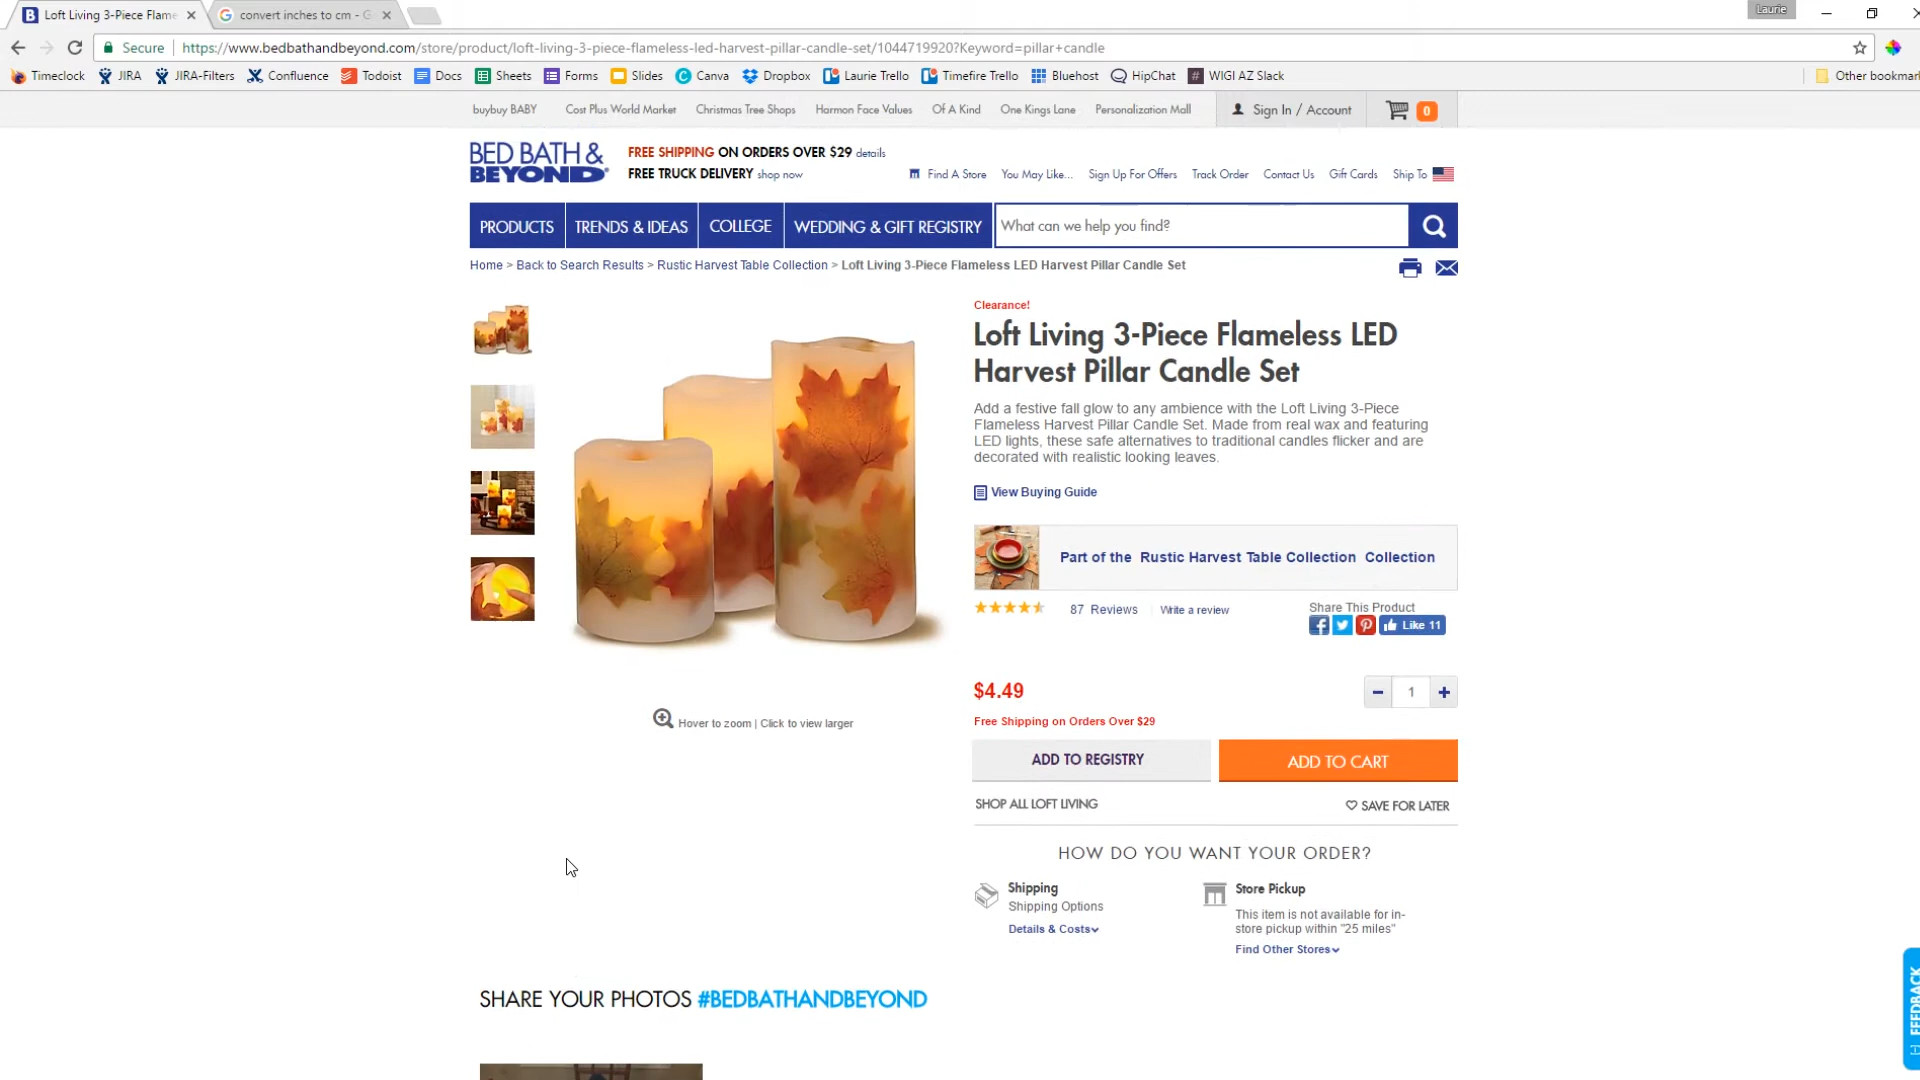 Loft Living 3-Piece Flame
convert inches to cm - G
Laurie
Secure
https://www.bedbathandbeyond.com/store/product/loft-living-3-piece-flameless-led-harvest-pillar-candle-set/1044719920?Keyword=pillar+candle
Timeclock JIRA JIRA-Filters Confluence Todoist Docs Sheets Forms Slides Canva Dropbox Laurie Trello Timefire Trello Bluehost HipChat WIGI AZ Slack Other bookmar
buybuy BABY Cost Plus World Market Christmas Tree Shops Harmon Face Values Of A Kind One Kings Lane Personalization Mall Sign In / Account 0
BED BATH &
BEYOND
FREE SHIPPING ON ORDERS OVER $29 details
FREE TRUCK DELIVERY shop now
Find A Store You May Like... Sign Up For Offers Track Order Contact Us Gift Cards Ship To
PRODUCTS TRENDS & IDEAS COLLEGE WEDDING & GIFT REGISTRY What can we help you find?
Home > Back to Search Results > Rustic Harvest Table Collection > Loft Living 3-Piece Flameless LED Harvest Pillar Candle Set
Clearance!
Loft Living 3-Piece Flameless LED
Harvest Pillar Candle Set
Add a festive fall glow to any ambience with the Loft Living 3-Piece
Flameless Harvest Pillar Candle Set. Made from real wax and featuring
LED lights, these safe alternatives to traditional candles flicker and are
decorated with realistic looking leaves.
View Buying Guide
Part of the Rustic Harvest Table Collection Collection
87 Reviews Write a review
Share This Product
Like 11
$4.49
1
Free Shipping on Orders Over $29
Hover to zoom | Click to view larger
ADD TO REGISTRY
ADD TO CART
SHOP ALL LOFT LIVING
SAVE FOR LATER
HOW DO YOU WANT YOUR ORDER?
Shipping
Shipping Options
Details & Costs
Store Pickup
This item is not available for in-
store pickup within "25 miles"
Find Other Stores
SHARE YOUR PHOTOS #BEDBATHANDBEYOND
[-] FEEDBACK